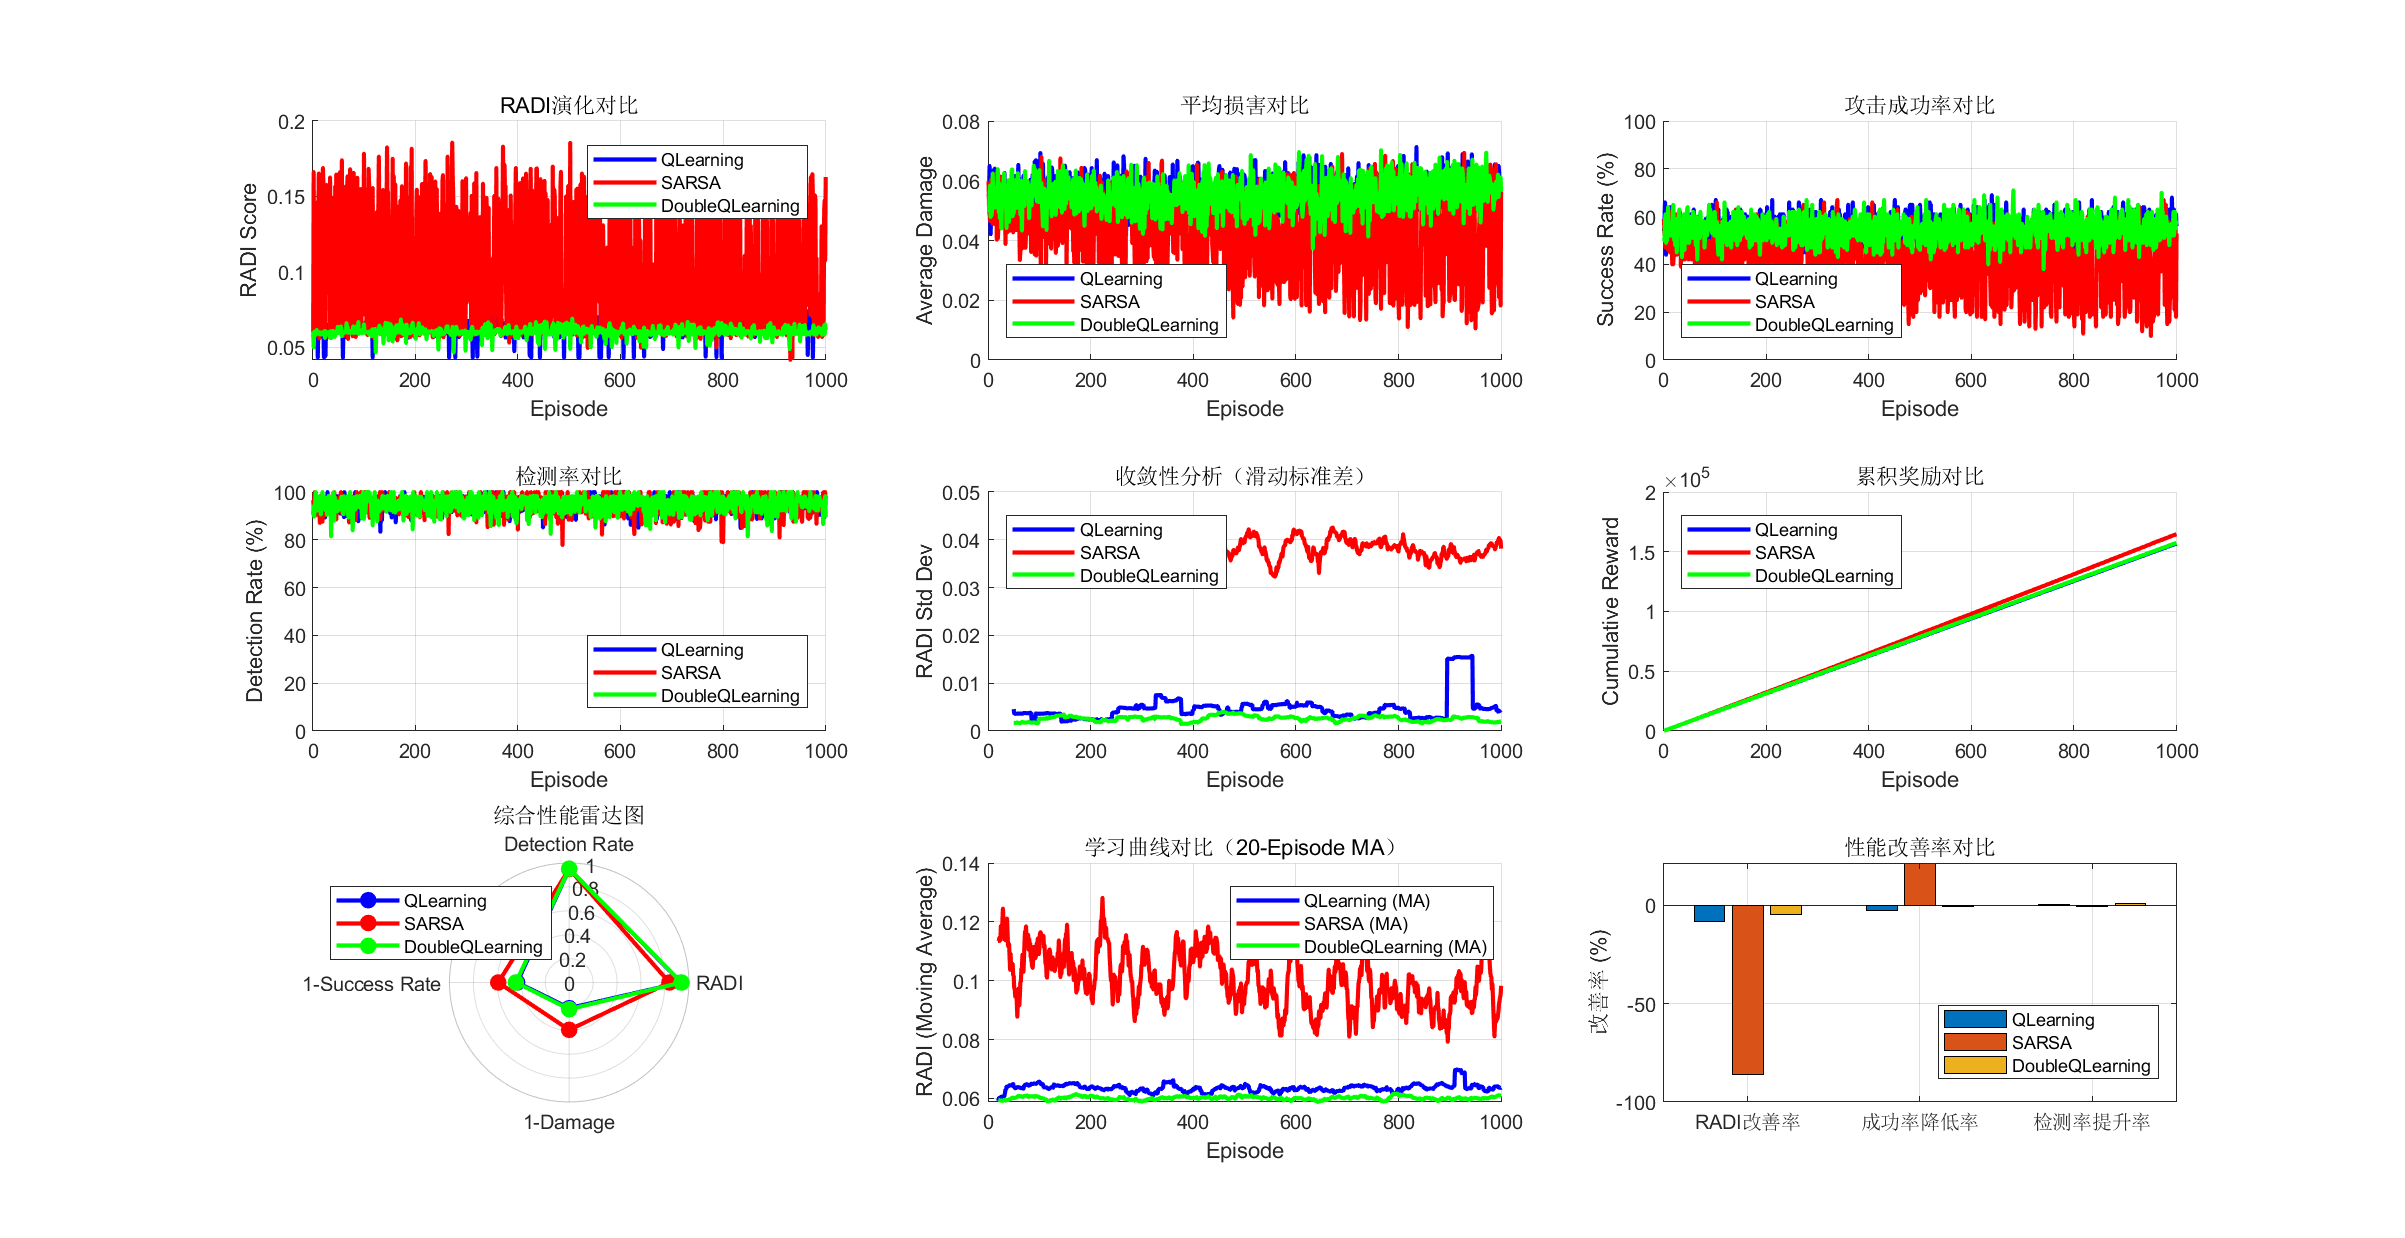 RADI演化对比
RADI Score
0.2
0.15
0.1
0.05
QLearning
SARSA
DoubleQLearning
0 200 400 600 800 1000
Episode
平均损害对比
Average Damage
0.08
0.06
0.04
0.02
0
QLearning
SARSA
DoubleQLearning
0 200 400 600 800 1000
Episode
攻击成功率对比
Success Rate (%)
100
80
60
40
20
0
QLearning
SARSA
DoubleQLearning
0 200 400 600 800 1000
Episode
检测率对比
Detection Rate (%)
100
80
60
40
20
0
QLearning
SARSA
DoubleQLearning
0 200 400 600 800 1000
Episode
收敛性分析（滑动标准差）
RADI Std Dev
0.05
0.04
0.03
0.02
0.01
0
QLearning
SARSA
DoubleQLearning
0 200 400 600 800 1000
Episode
累积奖励对比
×10^5
Cumulative Reward
2
1.5
1
0.5
0
QLearning
SARSA
DoubleQLearning
0 200 400 600 800 1000
Episode
综合性能雷达图
Detection Rate
1
0.8
0.6
0.4
0.2
0
QLearning
SARSA
DoubleQLearning
1-Success Rate
RADI
1-Damage
学习曲线对比（20-Episode MA）
RADI (Moving Average)
0.14
0.12
0.1
0.08
0.06
QLearning (MA)
SARSA (MA)
DoubleQLearning (MA)
0 200 400 600 800 1000
Episode
性能改善率对比
改善率 (%)
0
-50
-100
QLearning
SARSA
DoubleQLearning
RADI改善率 成功率降低率 检测率提升率